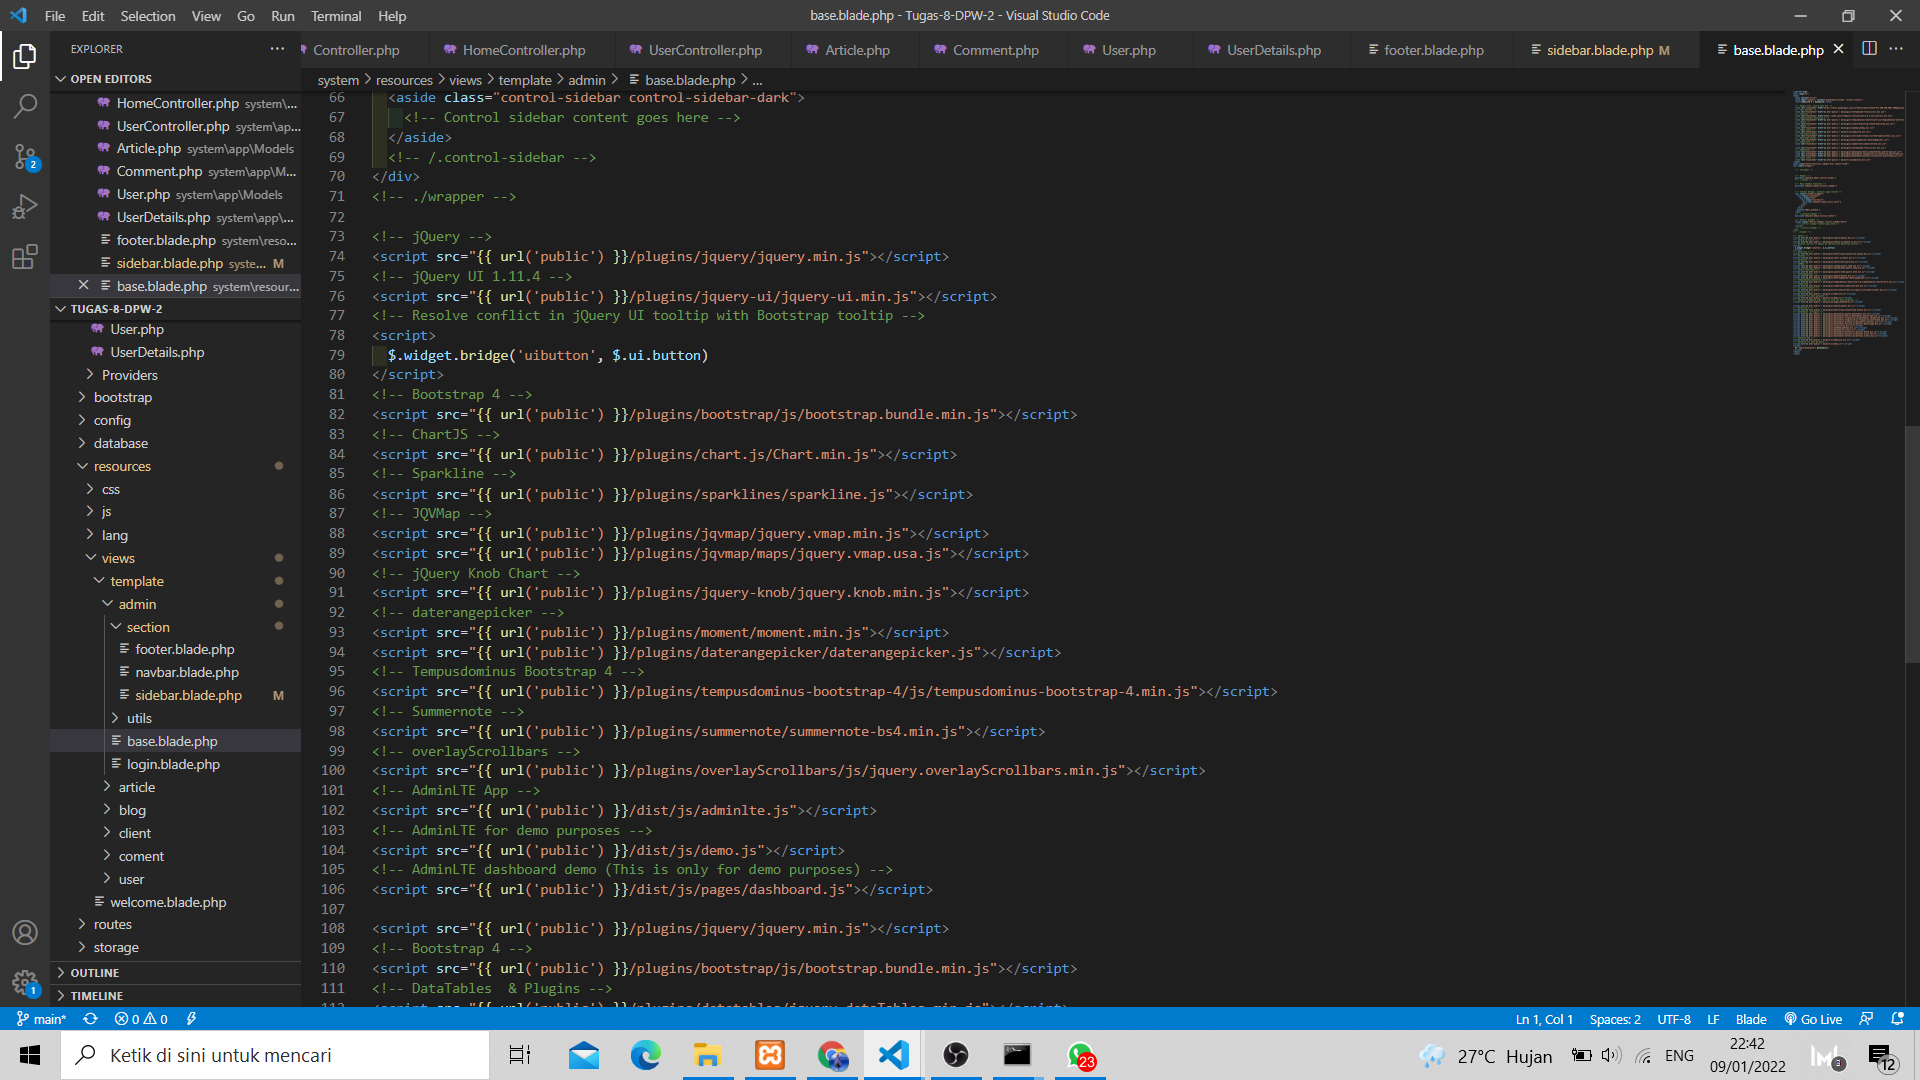 File Edit Selection View Go Run Terminal Help
base.blade.php - Tugas-8-DPW-2 - Visual Studio Code
EXPLORER
Controller.php HomeController.php UserController.php Article.php Comment.php User.php UserDetails.php footer.blade.php sidebar.blade.php M base.blade.php
system > resources > views > template > admin > base.blade.php > ...
OPEN EDITORS
HomeController.php system\...
UserController.php system\ap...
Article.php system\app\Models
Comment.php system\app\M...
User.php system\app\Models
UserDetails.php system\app\...
footer.blade.php system\reso...
sidebar.blade.php syste... M
base.blade.php system\resour...
TUGAS-8-DPW-2
User.php
UserDetails.php
Providers
bootstrap
config
database
resources
css
js
lang
views
template
admin
section
footer.blade.php
navbar.blade.php
sidebar.blade.php M
utils
base.blade.php
login.blade.php
article
blog
client
coment
user
welcome.blade.php
routes
storage
OUTLINE
TIMELINE
2
1
66 <aside class="control-sidebar control-sidebar-dark">
67 <!-- Control sidebar content goes here -->
68 </aside>
69 <!-- /.control-sidebar -->
70 </div>
71 <!-- ./wrapper -->
72
73 <!-- jQuery -->
74 <script src="{{ url('public') }}/plugins/jquery/jquery.min.js"></script>
75 <!-- jQuery UI 1.11.4 -->
76 <script src="{{ url('public') }}/plugins/jquery-ui/jquery-ui.min.js"></script>
77 <!-- Resolve conflict in jQuery UI tooltip with Bootstrap tooltip -->
78 <script>
79 $.widget.bridge('uibutton', $.ui.button)
80 </script>
81 <!-- Bootstrap 4 -->
82 <script src="{{ url('public') }}/plugins/bootstrap/js/bootstrap.bundle.min.js"></script>
83 <!-- ChartJS -->
84 <script src="{{ url('public') }}/plugins/chart.js/Chart.min.js"></script>
85 <!-- Sparkline -->
86 <script src="{{ url('public') }}/plugins/sparklines/sparkline.js"></script>
87 <!-- JQVMap -->
88 <script src="{{ url('public') }}/plugins/jqvmap/jquery.vmap.min.js"></script>
89 <script src="{{ url('public') }}/plugins/jqvmap/maps/jquery.vmap.usa.js"></script>
90 <!-- jQuery Knob Chart -->
91 <script src="{{ url('public') }}/plugins/jquery-knob/jquery.knob.min.js"></script>
92 <!-- daterangepicker -->
93 <script src="{{ url('public') }}/plugins/moment/moment.min.js"></script>
94 <script src="{{ url('public') }}/plugins/daterangepicker/daterangepicker.js"></script>
95 <!-- Tempusdominus Bootstrap 4 -->
96 <script src="{{ url('public') }}/plugins/tempusdominus-bootstrap-4/js/tempusdominus-bootstrap-4.min.js"></script>
97 <!-- Summernote -->
98 <script src="{{ url('public') }}/plugins/summernote/summernote-bs4.min.js"></script>
99 <!-- overlayScrollbars -->
100 <script src="{{ url('public') }}/plugins/overlayScrollbars/js/jquery.overlayScrollbars.min.js"></script>
101 <!-- AdminLTE App -->
102 <script src="{{ url('public') }}/dist/js/adminlte.js"></script>
103 <!-- AdminLTE for demo purposes -->
104 <script src="{{ url('public') }}/dist/js/demo.js"></script>
105 <!-- AdminLTE dashboard demo (This is only for demo purposes) -->
106 <script src="{{ url('public') }}/dist/js/pages/dashboard.js"></script>
107
108 <script src="{{ url('public') }}/plugins/jquery/jquery.min.js"></script>
109 <!-- Bootstrap 4 -->
110 <script src="{{ url('public') }}/plugins/bootstrap/js/bootstrap.bundle.min.js"></script>
111 <!-- DataTables  & Plugins -->
112 <script src="{{ url('public') }}/plugins/datatables/jquery.dataTables.min.js"></script>
main* 0 0
Ln 1, Col 1 Spaces: 2 UTF-8 LF Blade Go Live
Ketik di sini untuk mencari
23
27°C Hujan
ENG
22:42
09/01/2022
3
12